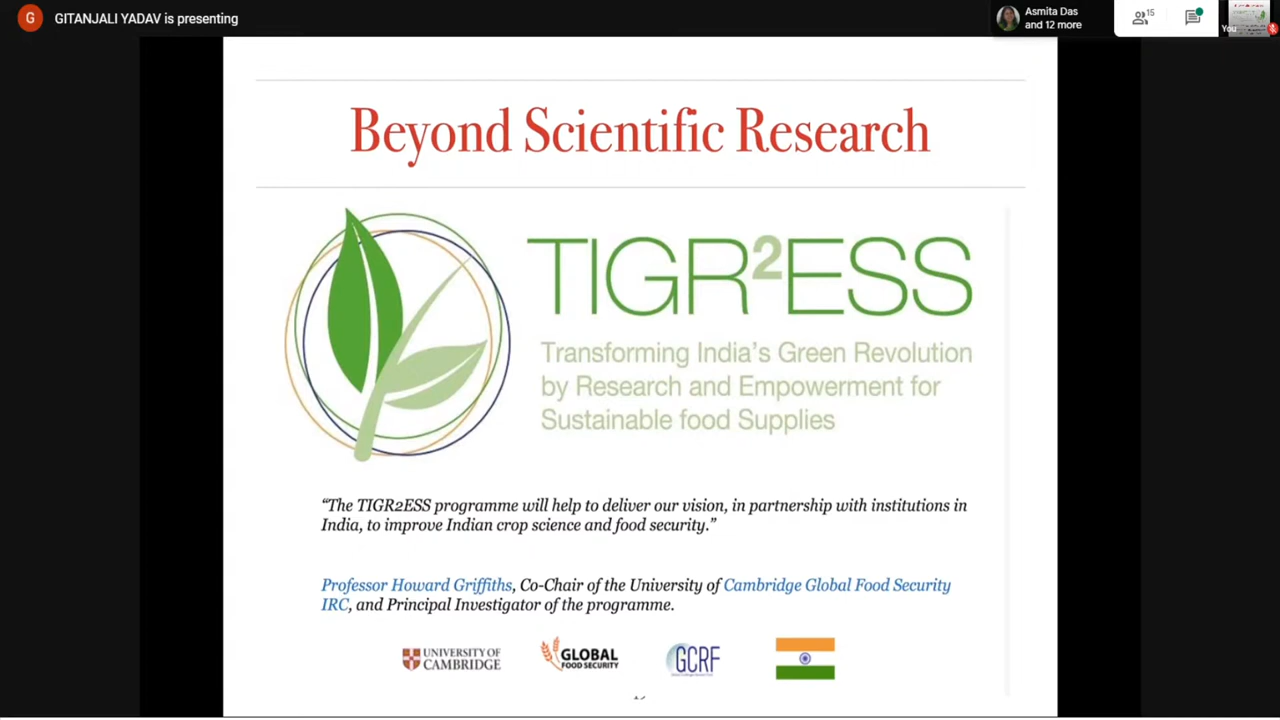 G GITANJALI YADAV is presenting
Asmita Das
and 12 more
15
You
Beyond Scientific Research
TIGR2ESS
Transforming India's Green Revolution
by Research and Empowerment for
Sustainable food Supplies
“The TIGR2ESS programme will help to deliver our vision, in partnership with institutions in
India, to improve Indian crop science and food security.”
Professor Howard Griffiths, Co-Chair of the University of Cambridge Global Food Security
IRC, and Principal Investigator of the programme.
UNIVERSITY OF
CAMBRIDGE
GLOBAL
FOOD SECURITY
GCRF